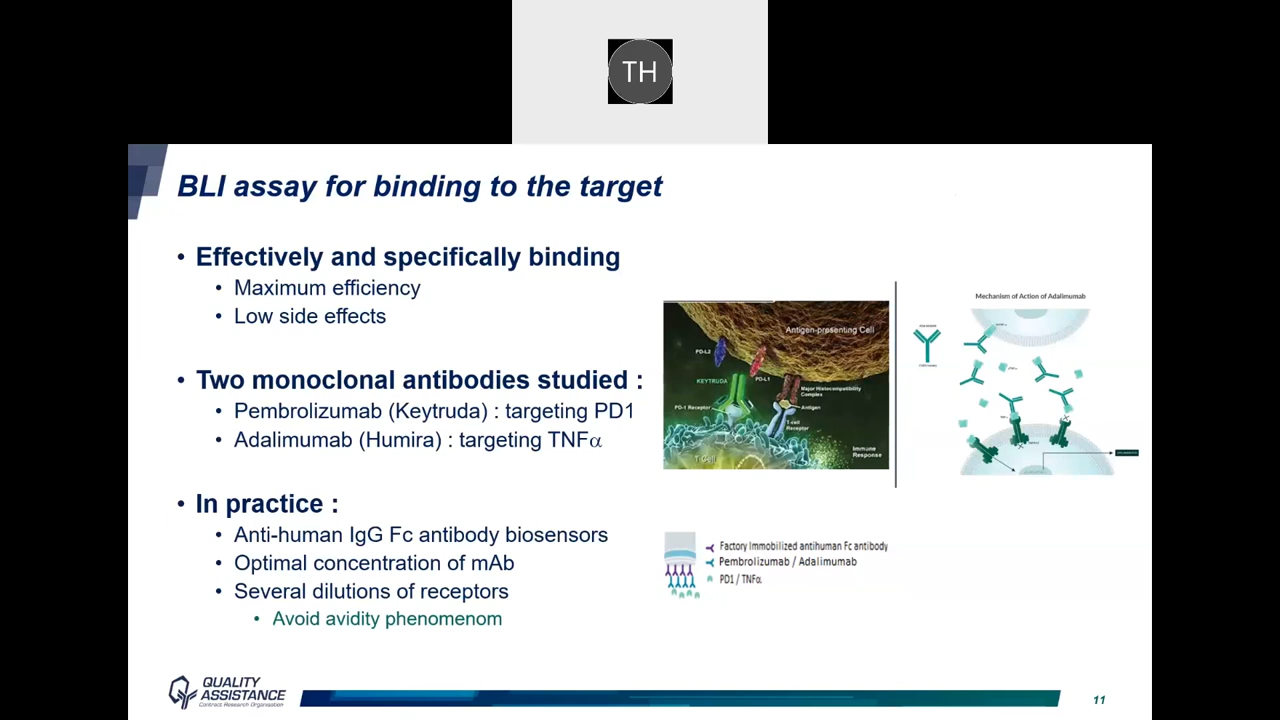 TH
BLI assay for binding to the target
• Effectively and specifically binding
• Maximum efficiency
• Low side effects
• Two monoclonal antibodies studied :
• Pembrolizumab (Keytruda) : targeting PD1
• Adalimumab (Humira) : targeting TNFα
• In practice :
• Anti-human IgG Fc antibody biosensors
• Optimal concentration of mAb
• Several dilutions of receptors
• Avoid avidity phenomenom
Antigen-presenting Cell
PD-L2
PD-L1
KEYTRUDA
Major Histocompatibility
Complex
PD-1 Receptor
Antigen
T-cell
Receptor
Immune
Response
T Cell
Mechanism of Action of Adalimumab
Factory Immobilized antihuman Fc antibody
Pembrolizumab / Adalimumab
PD1 / TNFα
QUALITY
ASSISTANCE
Contract Research Organisation
11